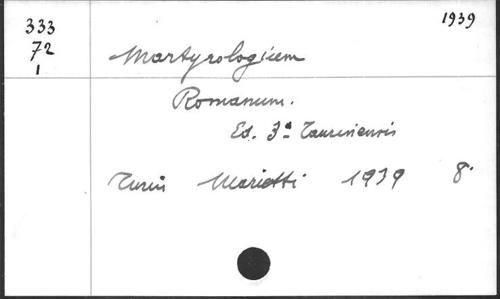 333
72
1
1939
Martyrologium
Romanum.
Ed. 3ª Taurinensis
Turin Marietti 1939 8°